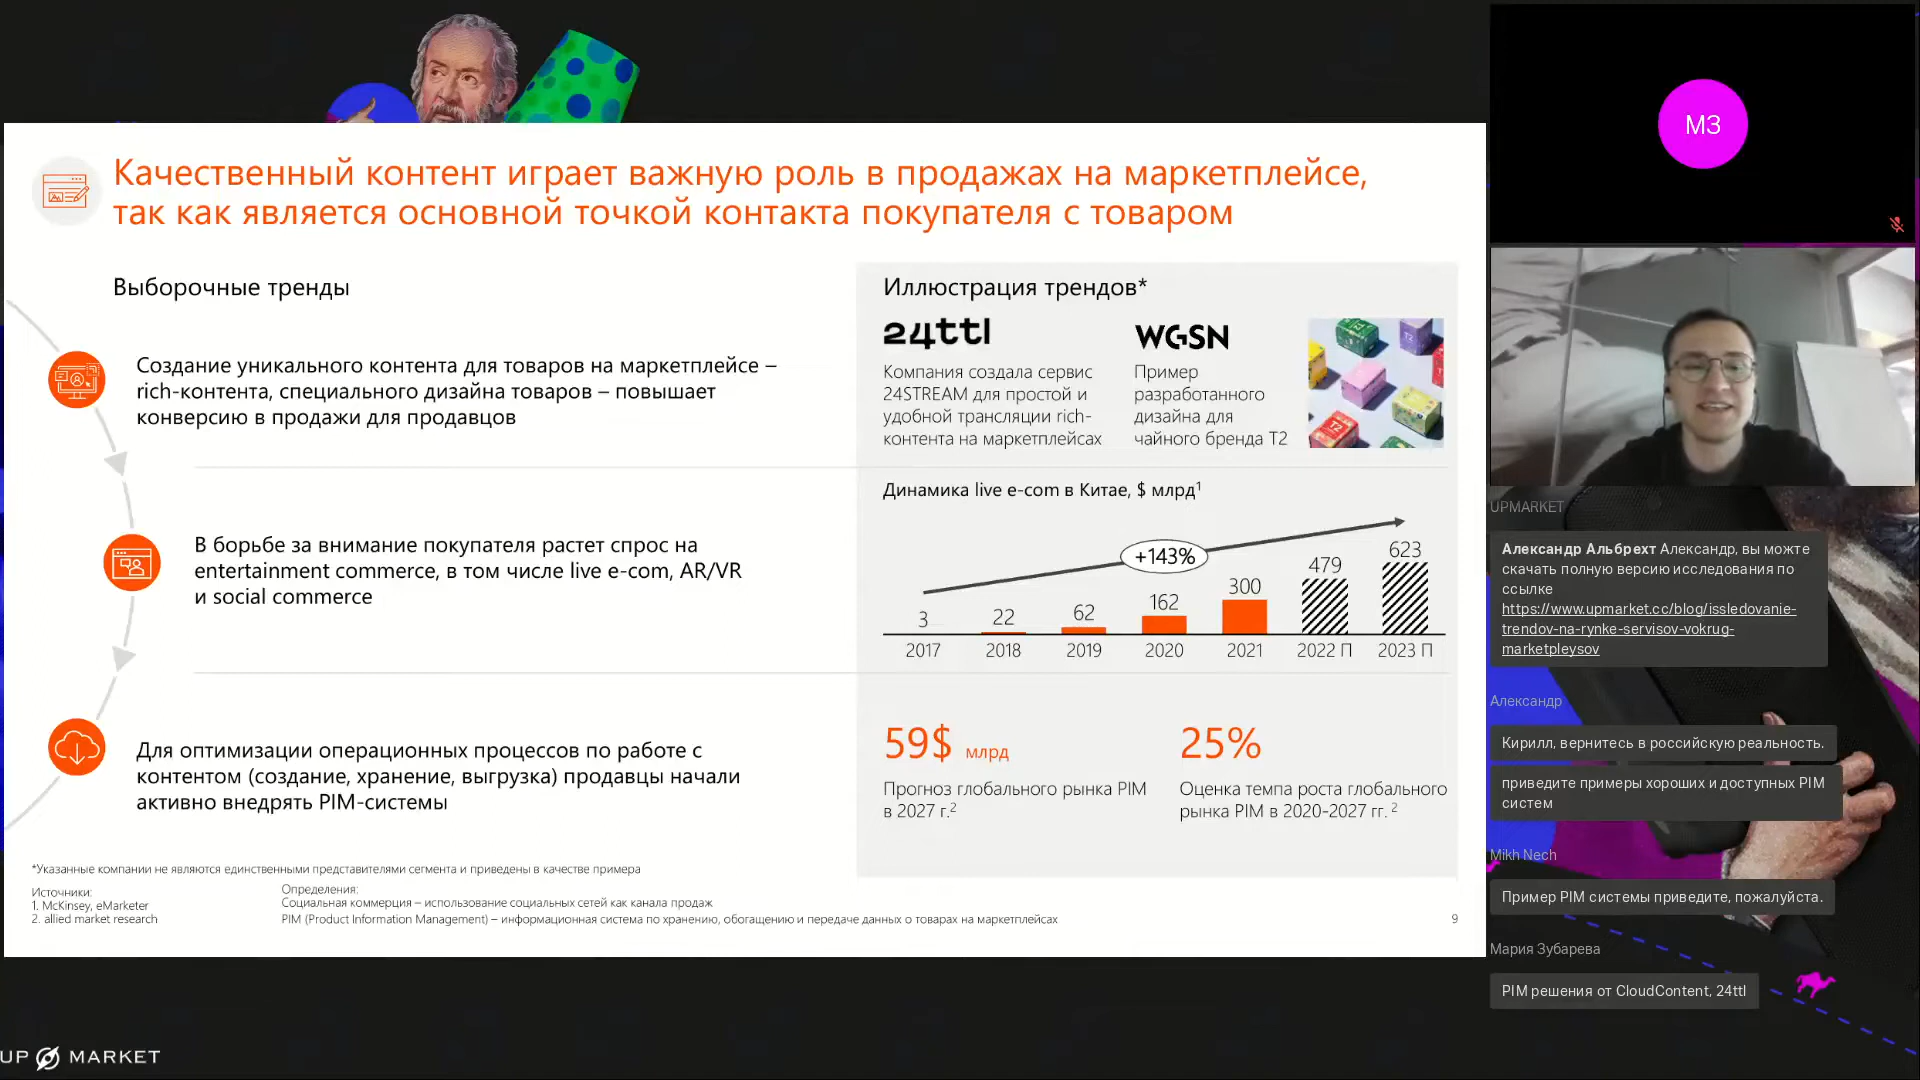 Качественный контент играет важную роль в продажах на маркетплейсе,
так как является основной точкой контакта покупателя с товаром
Выборочные тренды
Создание уникального контента для товаров на маркетплейсе –
rich-контента, специального дизайна товаров – повышает
конверсию в продажи для продавцов
В борьбе за внимание покупателя растет спрос на
entertainment commerce, в том числе live e-com, AR/VR
и social commerce
Для оптимизации операционных процессов по работе с
контентом (создание, хранение, выгрузка) продавцы начали
активно внедрять PIM-системы
Иллюстрация трендов*
24ttl
Компания создала сервис
24STREAM для простой и
удобной трансляции rich-
контента на маркетплейсах
WGSN
Пример
разработанного
дизайна для
чайного бренда T2
T2
T2
Динамика live e-com в Китае, $ млрд1
+143%
3 22 62 162 300 479 623
2017 2018 2019 2020 2021 2022 П 2023 П
59$ млрд
Прогноз глобального рынка PIM
в 2027 г.2
25%
Оценка темпа роста глобального
рынка PIM в 2020-2027 гг. 2
*Указанные компании не являются единственными представителями сегмента и приведены в качестве примера
Источники:
1. McKinsey, eMarketer
2. allied market research
Определения:
Социальная коммерция – использование социальных сетей как канала продаж
PIM (Product Information Management) – информационная система по хранению, обогащению и передаче данных о товарах на маркетплейсах
9
UP MARKET
МЗ
UPMARKET
Александр Альбрехт Александр, вы можте
скачать полную версию исследования по
ссылке
https://www.upmarket.cc/blog/issledovanie-
trendov-na-rynke-servisov-vokrug-
marketpleysov
Александр
Кирилл, вернитесь в российскую реальность.
приведите примеры хороших и доступных PIM
систем
Mikh Nech
Пример PIM системы приведите, пожалуйста.
Мария Зубарева
PIM решения от CloudContent, 24ttl